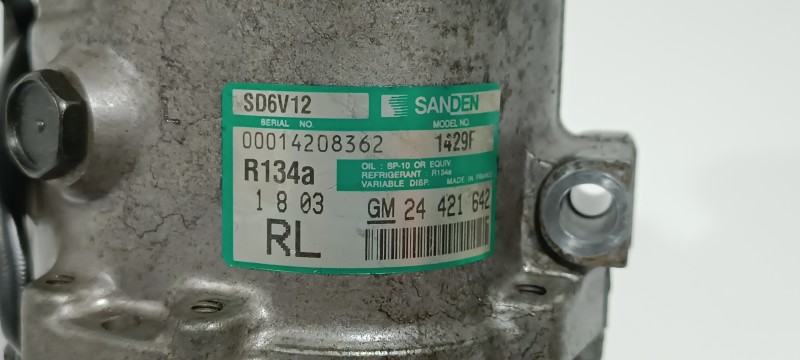 SD6V12 SANDEN
SERIAL NO. MODEL NO.
00014208362 1429F
R134a
OIL : SP-10 OR EQUIV
REFRIGERANT : R134a
VARIABLE DISP. MADE IN FRANCE
1 8 03 GM 24 421 642
RL